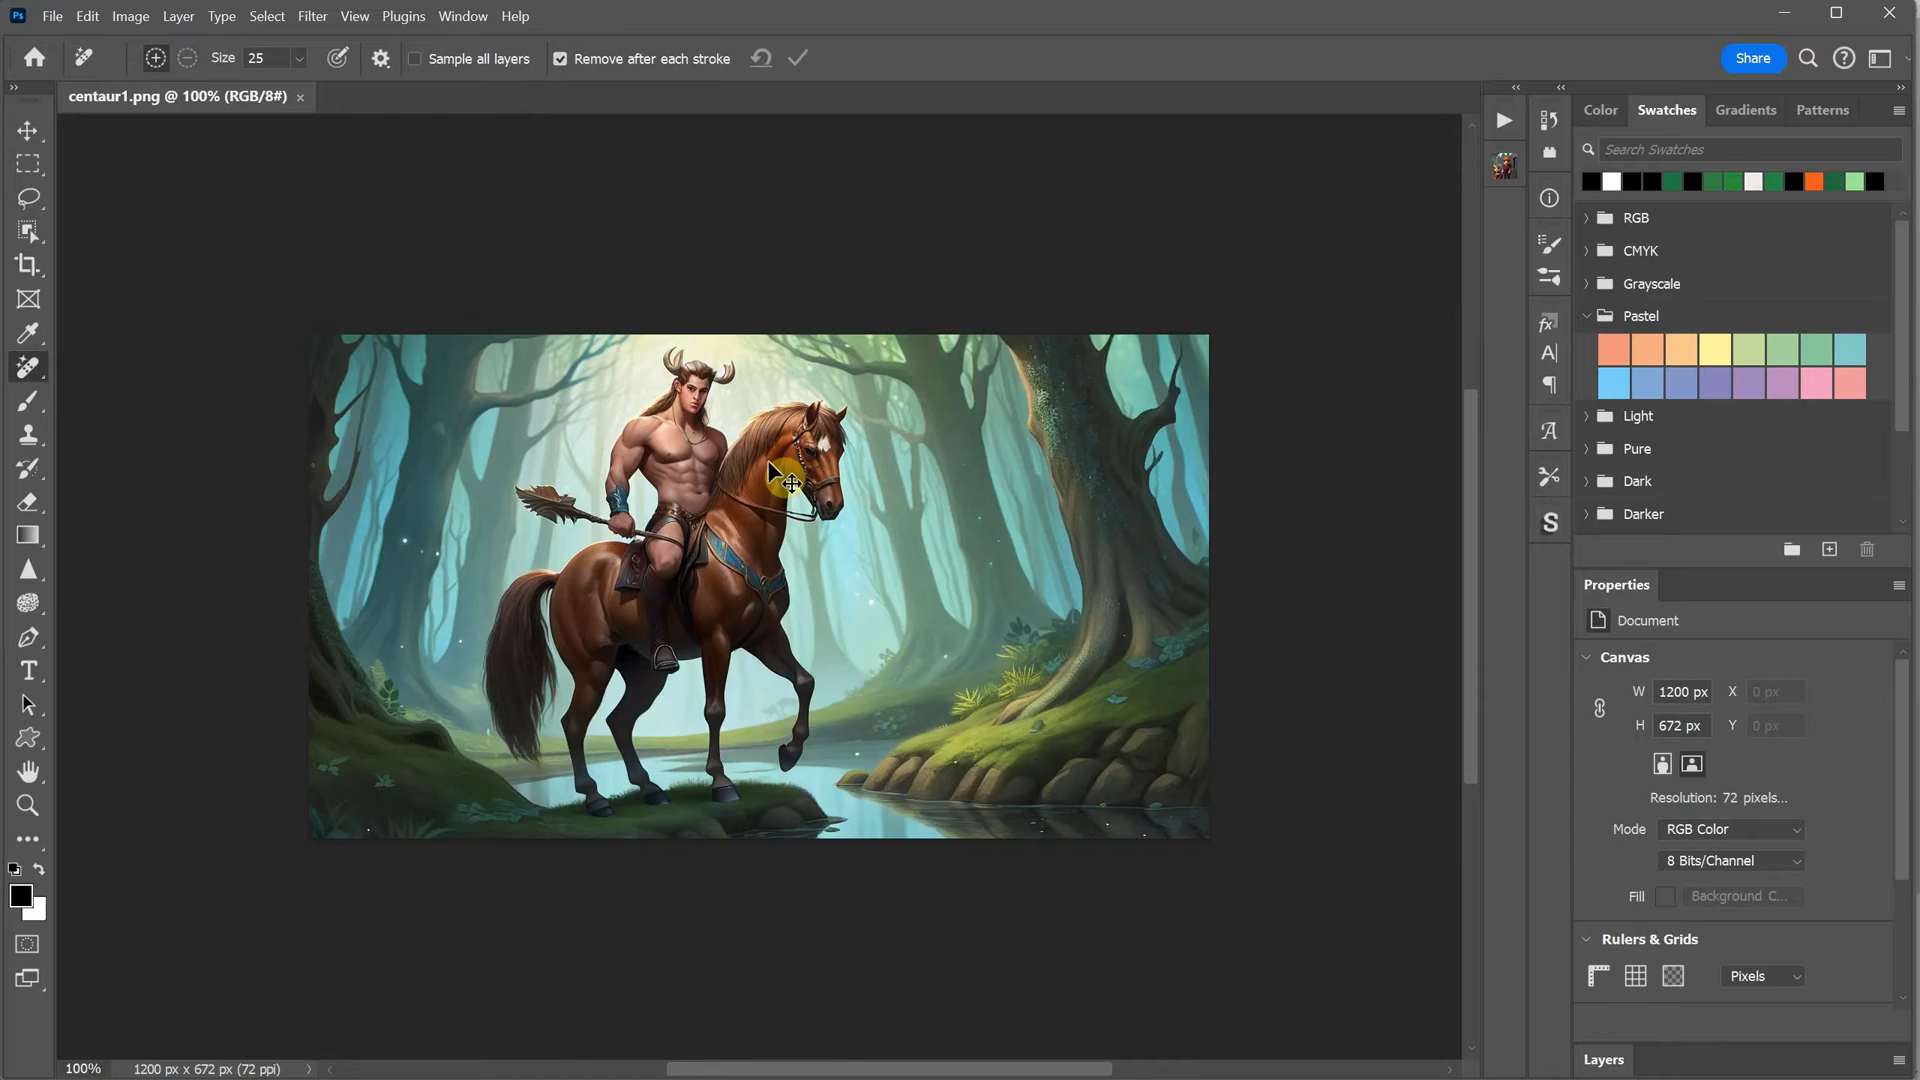 Ps File Edit Image Layer Type Select Filter View Plugins Window Help
Size 25 Sample all layers Remove after each stroke Share
centaur1.png @ 100% (RGB/8#) ×
Color Swatches Gradients Patterns
Search Swatches
RGB
CMYK
Grayscale
Pastel
Light
Pure
Dark
Darker
Properties
Document
Canvas
W 1200 px X 0 px
H 672 px Y 0 px
Resolution: 72 pixels...
Mode RGB Color
8 Bits/Channel
Fill Background C...
Rulers & Grids
Pixels
Layers
100% 1200 px x 672 px (72 ppi)